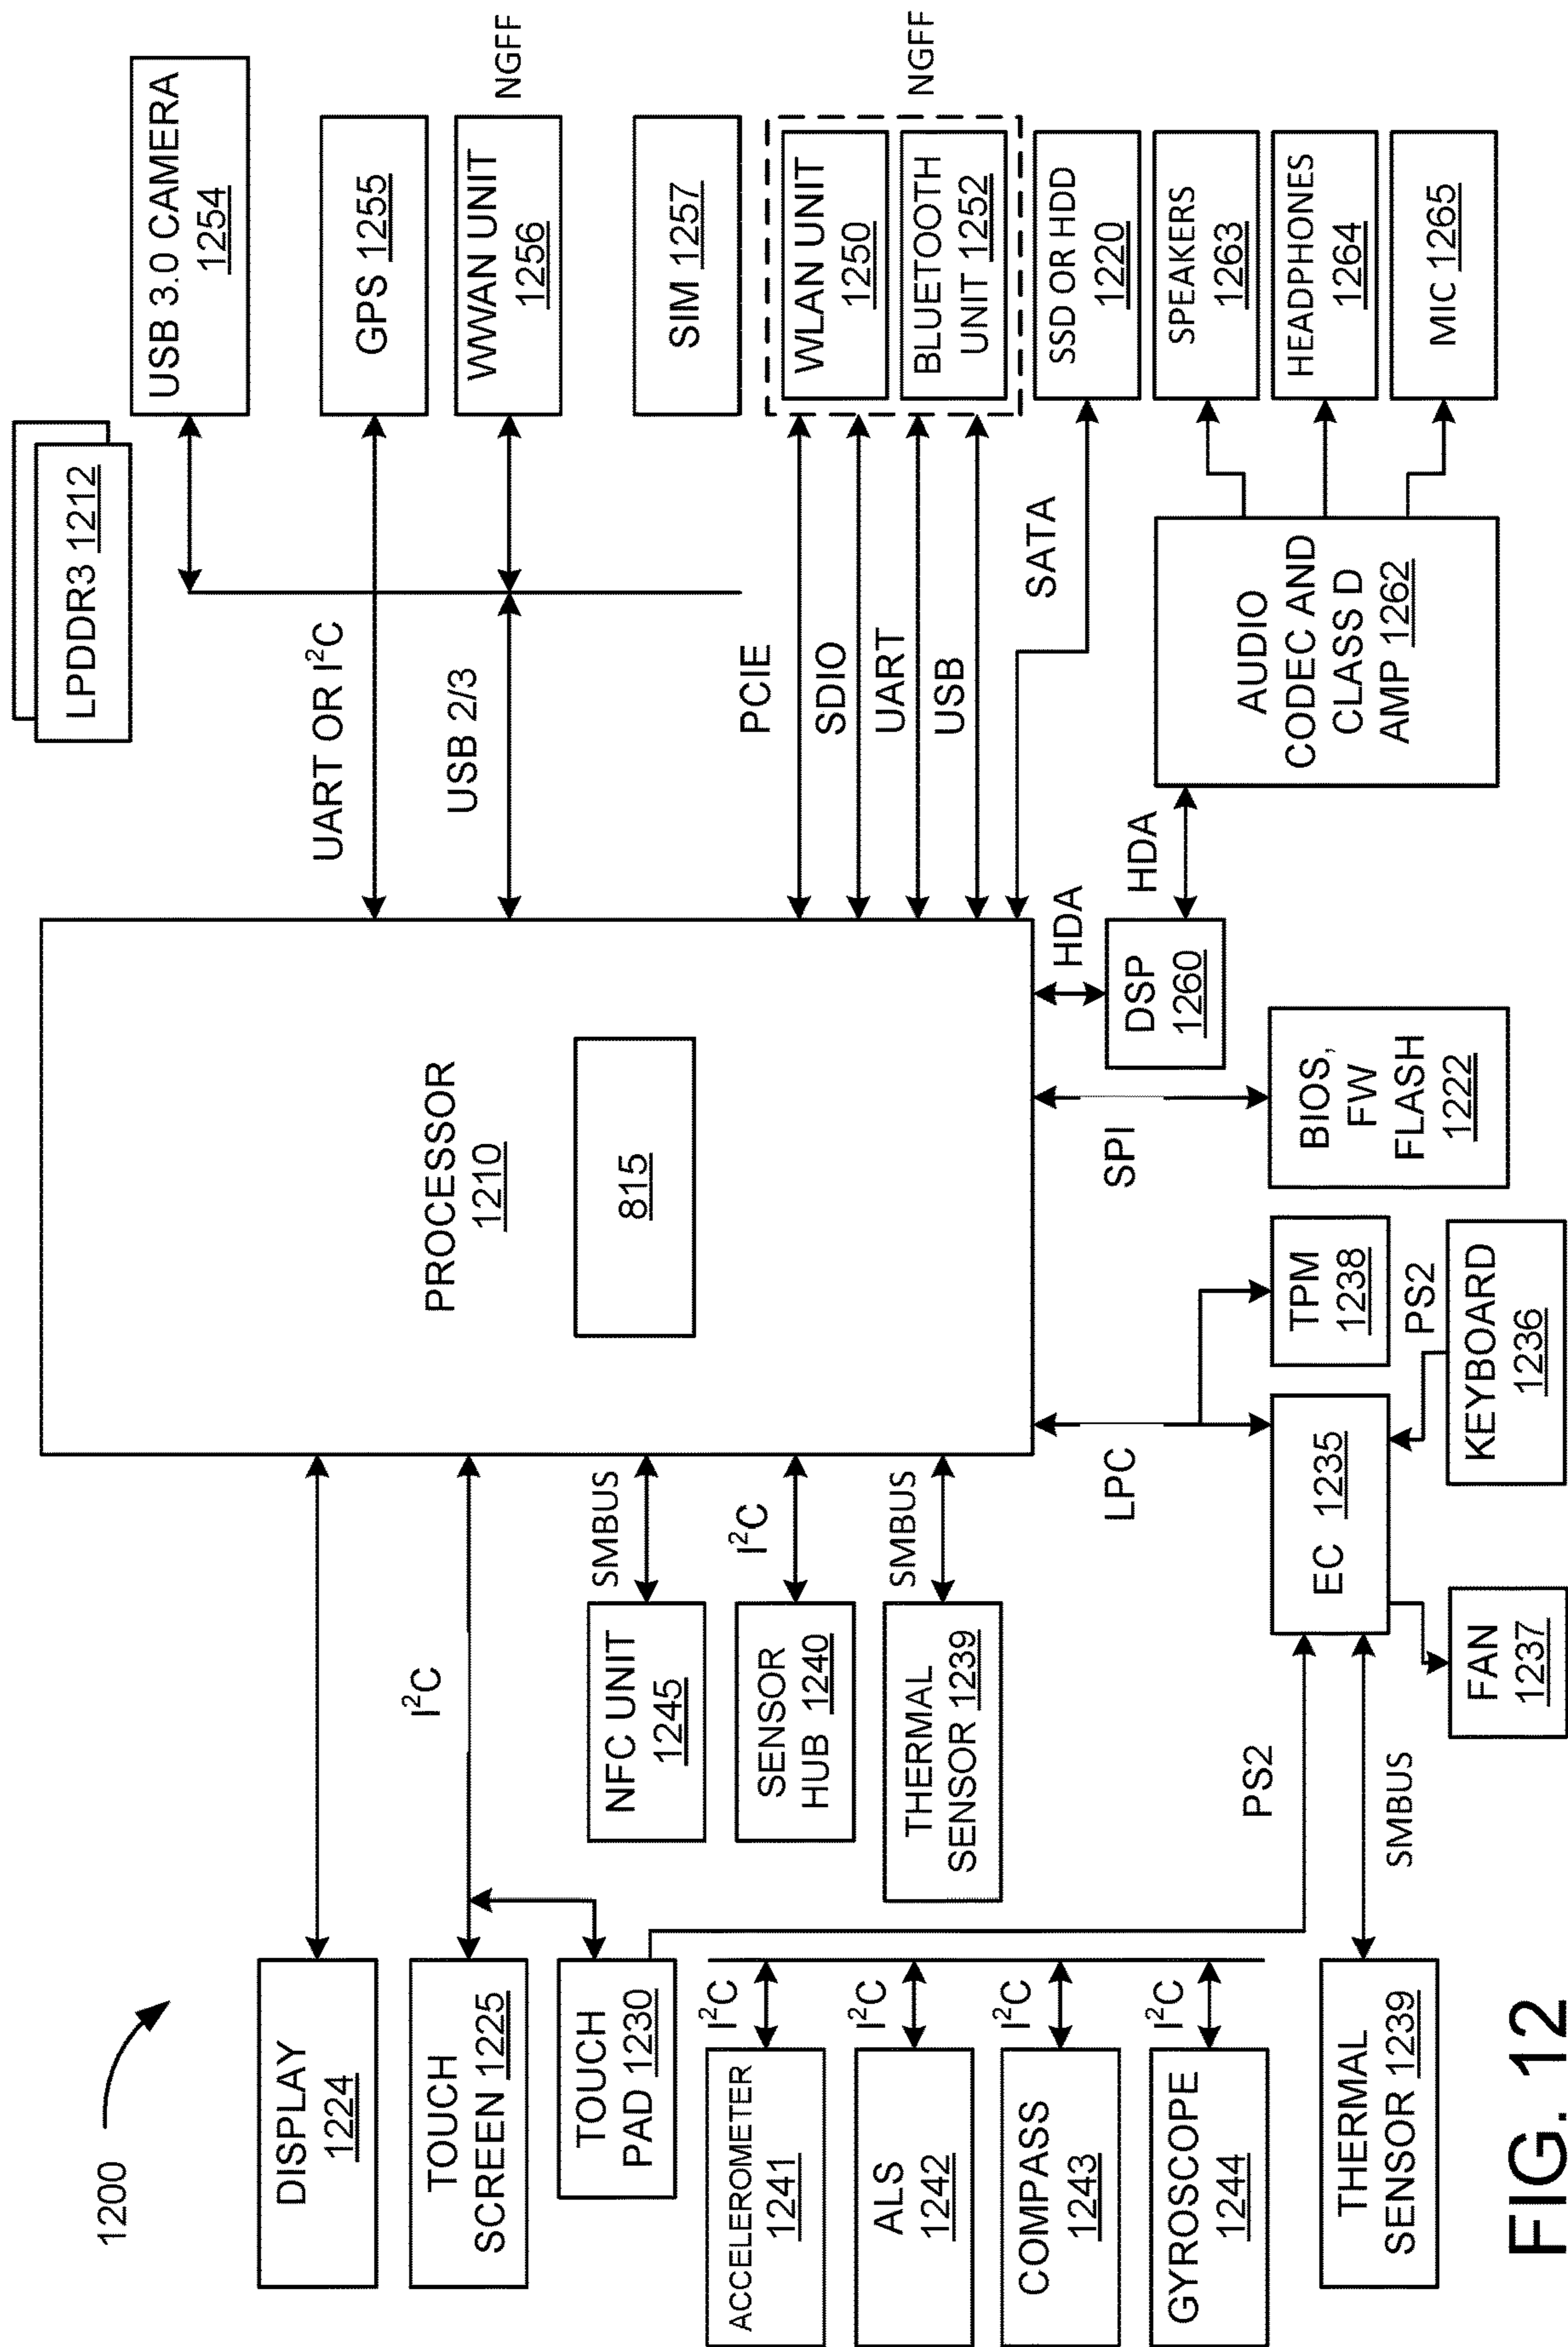 1200
DISPLAY
1224
TOUCH
SCREEN 1225
TOUCH
PAD 1230
I²C
ACCELEROMETER
1241
I²C
ALS
1242
I²C
COMPASS
1243
I²C
GYROSCOPE
1244
I²C
THERMAL
SENSOR 1239
SMBUS
PS2
NFC UNIT
1245
SMBUS
SENSOR
HUB 1240
I²C
THERMAL
SENSOR 1239
SMBUS
PROCESSOR
1210
815
LPC
EC 1235
FAN
1237
TPM
1238
PS2
KEYBOARD
1236
SPI
BIOS,
FW
FLASH
1222
HDA
DSP
1260
HDA
AUDIO
CODEC AND
CLASS D
AMP 1262
LPDDR3 1212
UART OR I²C
USB 2/3
PCIE
SDIO
UART
USB
SATA
USB 3.0 CAMERA
1254
GPS 1255
WWAN UNIT
1256
NGFF
SIM 1257
WLAN UNIT
1250
BLUETOOTH
UNIT 1252
NGFF
SSD OR HDD
1220
SPEAKERS
1263
HEADPHONES
1264
MIC 1265
FIG. 12